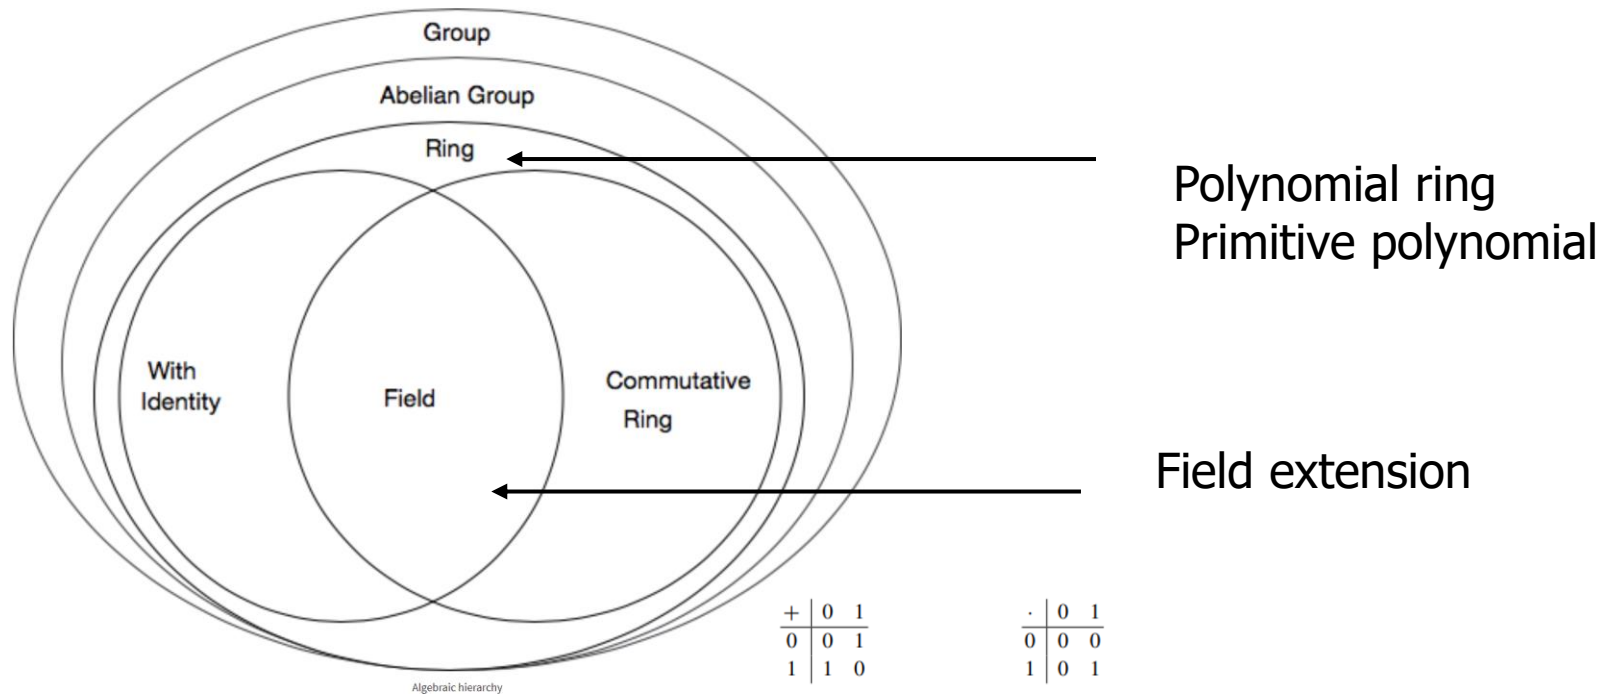 Group
Abelian Group
Ring
Polynomial ring
Primitive polynomial
With
Identity
Field
Commutative
Ring
Field extension
+ 0 1
0 0 1
1 1 0
· 0 1
0 0 0
1 0 1
Algebraic hierarchy